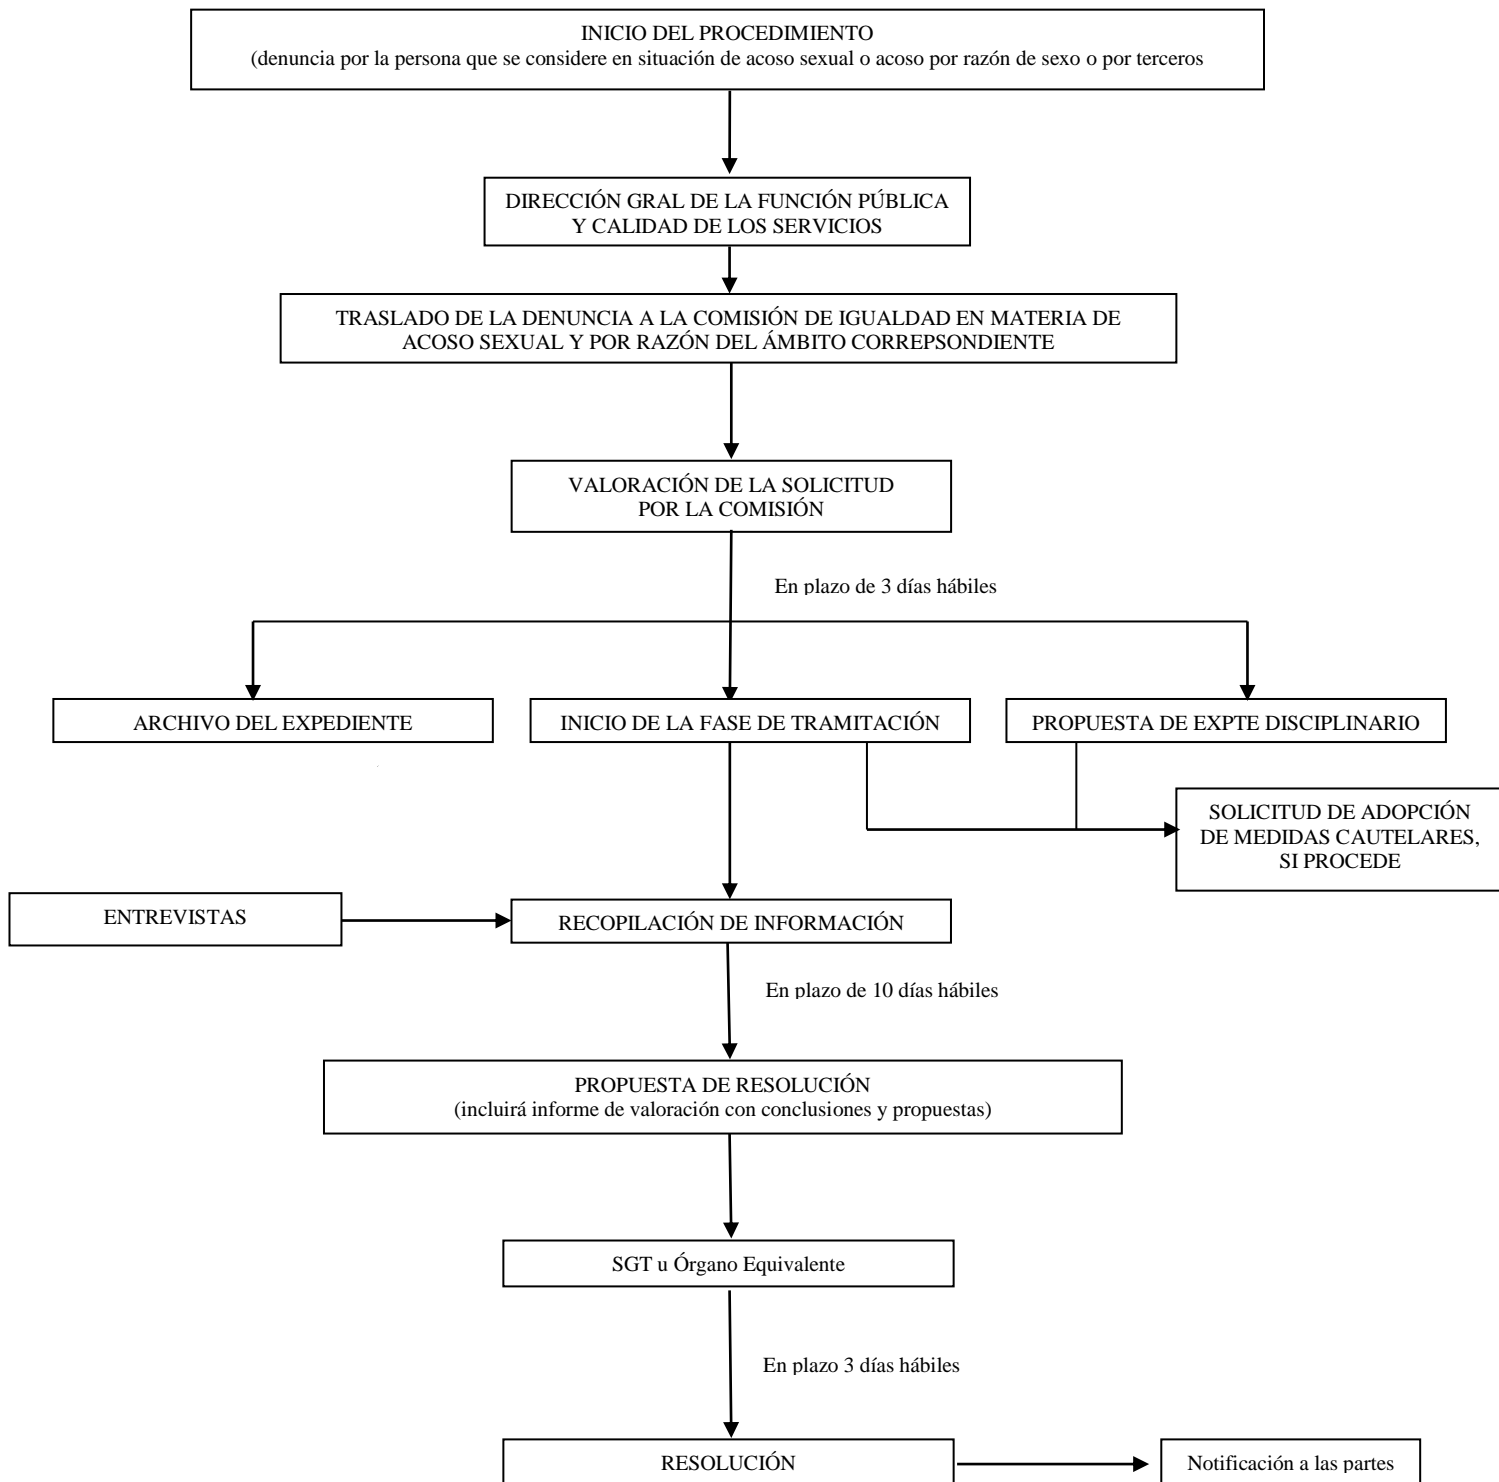 INICIO DEL PROCEDIMIENTO
(denuncia por la persona que se considere en situación de acoso sexual o acoso por razón de sexo o por terceros
DIRECCIÓN GRAL DE LA FUNCIÓN PÚBLICA
Y CALIDAD DE LOS SERVICIOS
TRASLADO DE LA DENUNCIA A LA COMISIÓN DE IGUALDAD EN MATERIA DE
ACOSO SEXUAL Y POR RAZÓN DEL ÁMBITO CORREPSONDIENTE
VALORACIÓN DE LA SOLICITUD
POR LA COMISIÓN
En plazo de 3 días hábiles
ARCHIVO DEL EXPEDIENTE
INICIO DE LA FASE DE TRAMITACIÓN
PROPUESTA DE EXPTE DISCIPLINARIO
SOLICITUD DE ADOPCIÓN
DE MEDIDAS CAUTELARES,
SI PROCEDE
ENTREVISTAS
RECOPILACIÓN DE INFORMACIÓN
En plazo de 10 días hábiles
PROPUESTA DE RESOLUCIÓN
(incluirá informe de valoración con conclusiones y propuestas)
SGT u Órgano Equivalente
En plazo 3 días hábiles
RESOLUCIÓN
Notificación a las partes